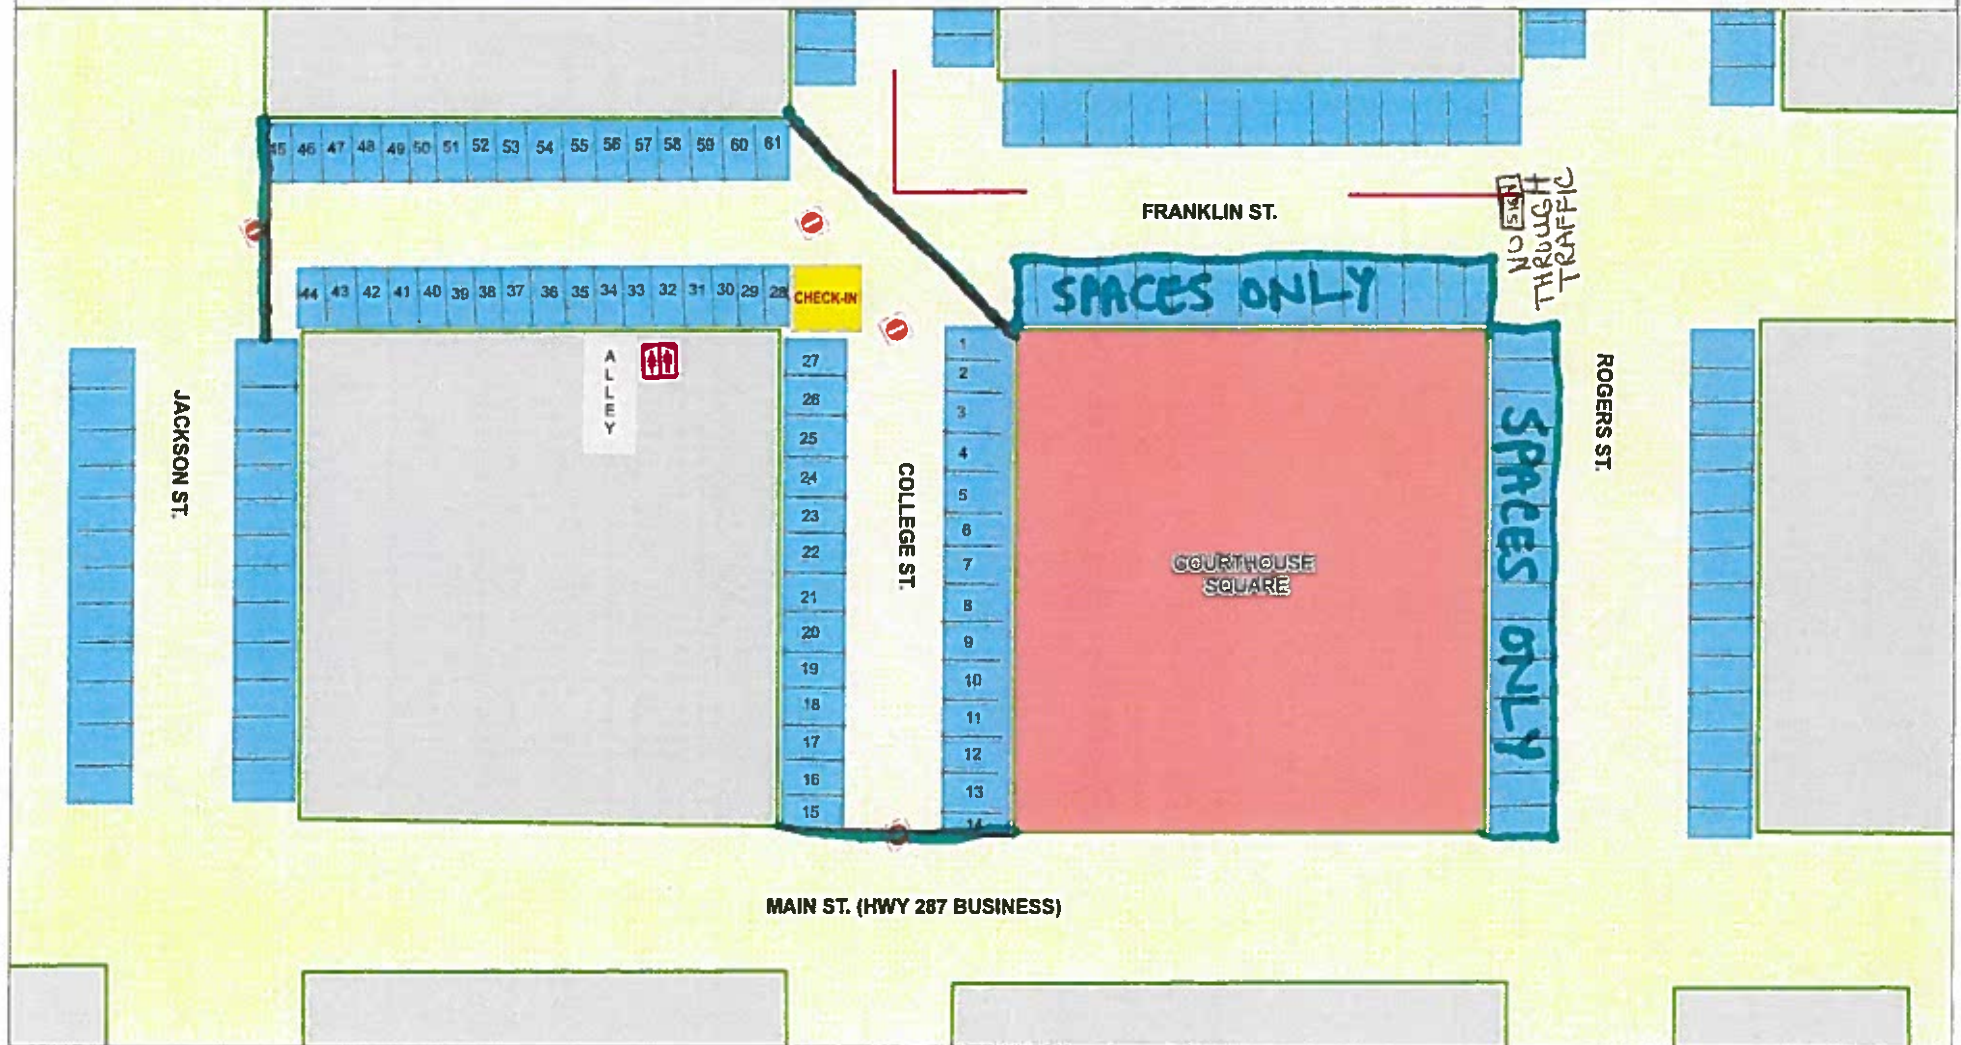 45 46 47 48 49 50 51 52 53 54 55 56 57 58 59 60 61
FRANKLIN ST.
NO SIGN
THROUGH
TRAFFIC
44 43 42 41 40 39 38 37 36 35 34 33 32 31 30 29 28
CHECK-IN
SPACES ONLY
ALLEY
JACKSON ST.
27
26
25
24
23
22
21
20
19
18
17
16
15
COLLEGE ST.
1
2
3
4
5
6
7
8
9
10
11
12
13
14
COURTHOUSE
SQUARE
SPACES ONLY
ROGERS ST.
MAIN ST. (HWY 287 BUSINESS)